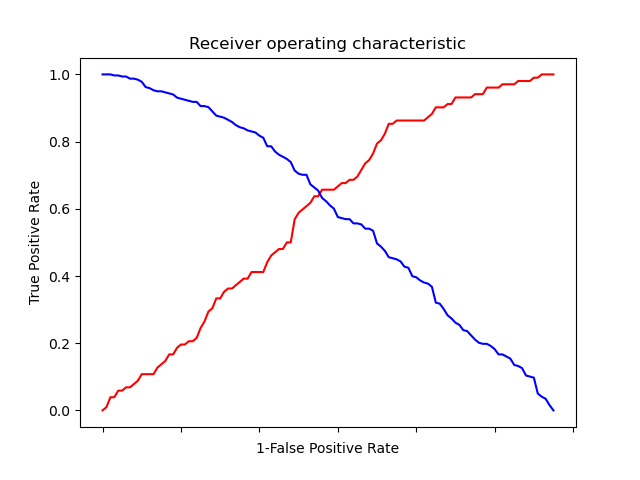 Receiver operating characteristic
1.0
0.8
0.6
0.4
0.2
0.0
True Positive Rate
1-False Positive Rate